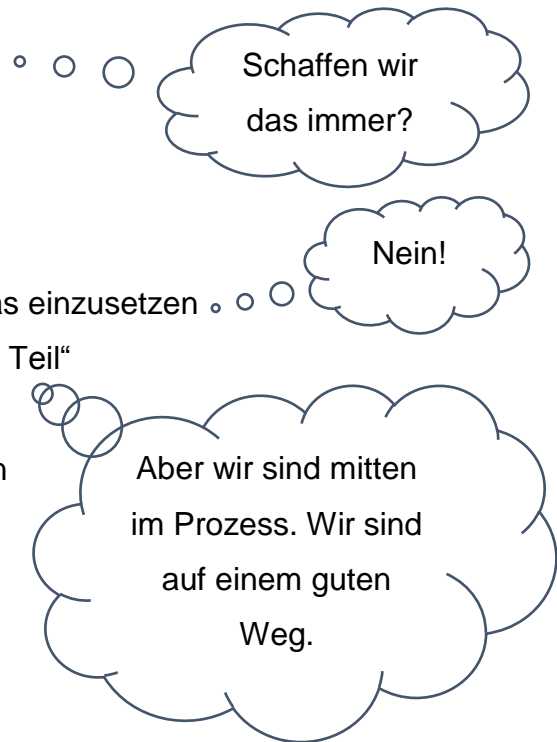 Schaffen wir
das immer?
Nein!
einzusetzen
Teil“
Aber wir sind mitten
im Prozess. Wir sind
auf einem guten
Weg.